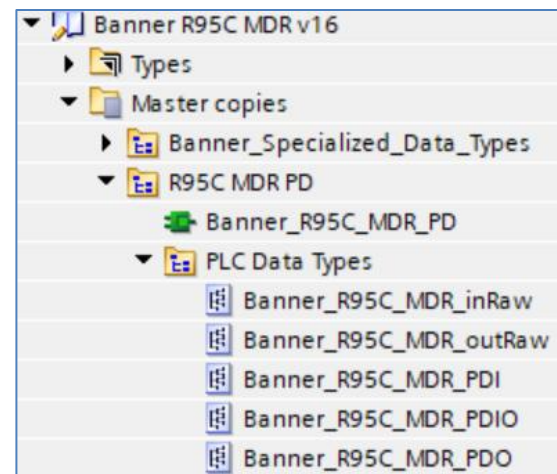 Banner R95C MDR v16
Types
Master copies
Banner_Specialized_Data_Types
R95C MDR PD
Banner_R95C_MDR_PD
PLC Data Types
Banner_R95C_MDR_inRaw
Banner_R95C_MDR_outRaw
Banner_R95C_MDR_PDI
Banner_R95C_MDR_PDIO
Banner_R95C_MDR_PDO